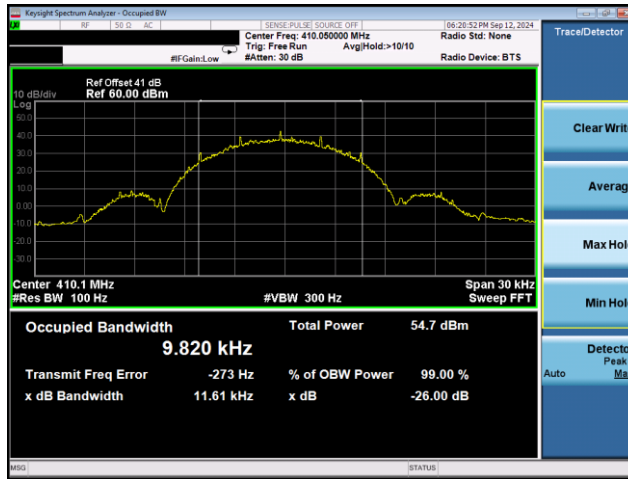 Keysight Spectrum Analyzer - Occupied BW
RF 50 Ω AC SENSE:PULSE SOURCE OFF 06:20:52 PM Sep 12, 2024
Center Freq: 410.050000 MHz Radio Std: None
Trig: Free Run Avg|Hold:>10/10
#IFGain:Low #Atten: 30 dB Radio Device: BTS
Trace/Detector
Ref Offset 41 dB
10 dB/div Ref 60.00 dBm
Log
50.0
40.0
30.0
20.0
10.0
0.00
-10.0
-20.0
-30.0
Center 410.1 MHz Span 30 kHz
#Res BW 100 Hz #VBW 300 Hz Sweep FFT
Occupied Bandwidth Total Power 54.7 dBm
9.820 kHz
Transmit Freq Error -273 Hz % of OBW Power 99.00 %
x dB Bandwidth 11.61 kHz x dB -26.00 dB
Clear Writ
Averag
Max Hol
Min Hol
Detecto
Peak
Auto Ma
MSG STATUS